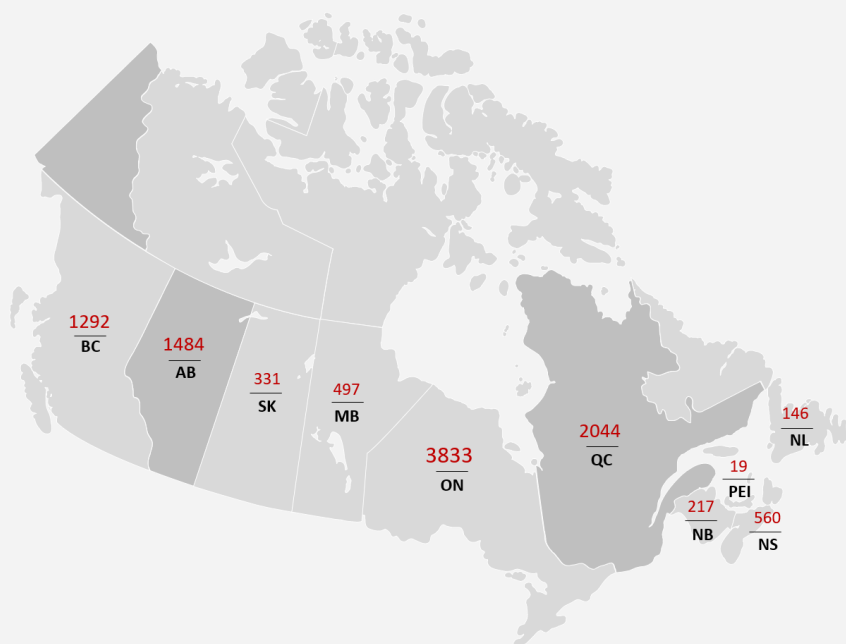 1292
BC
1484
AB
331
SK
497
MB
3833
ON
2044
QC
146
NL
19
PEI
217
NB
560
NS